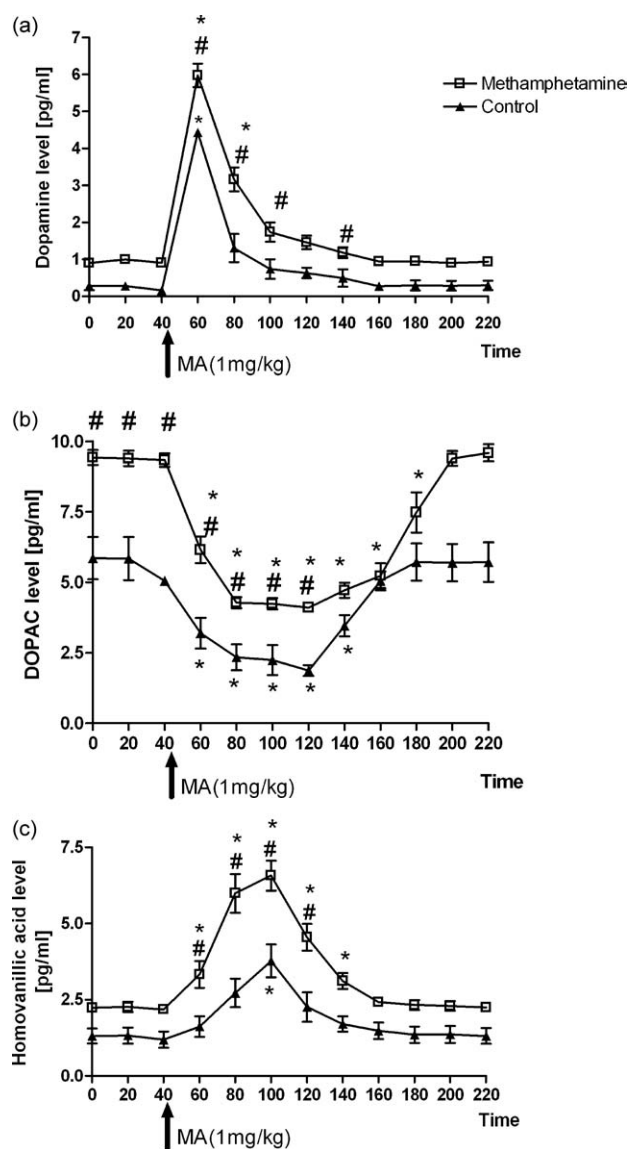 (a)
Dopamine level [pg/ml]
7
6
5
4
3
2
1
0
* #
*
* #
#
#
Methamphetamine
Control
0 20 40 60 80 100 120 140 160 180 200 220
Time
MA(1mg/kg)
(b)
DOPAC level [pg/ml]
10.0
7.5
5.0
2.5
0.0
# # #
* # * # * # * # * * *
* * * * *
0 20 40 60 80 100 120 140 160 180 200 220
Time
MA(1mg/kg)
(c)
Homovanillic acid level
[pg/ml]
7.5
5.0
2.5
0.0
* # * # * # * # *
*
0 20 40 60 80 100 120 140 160 180 200 220
Time
MA(1mg/kg)